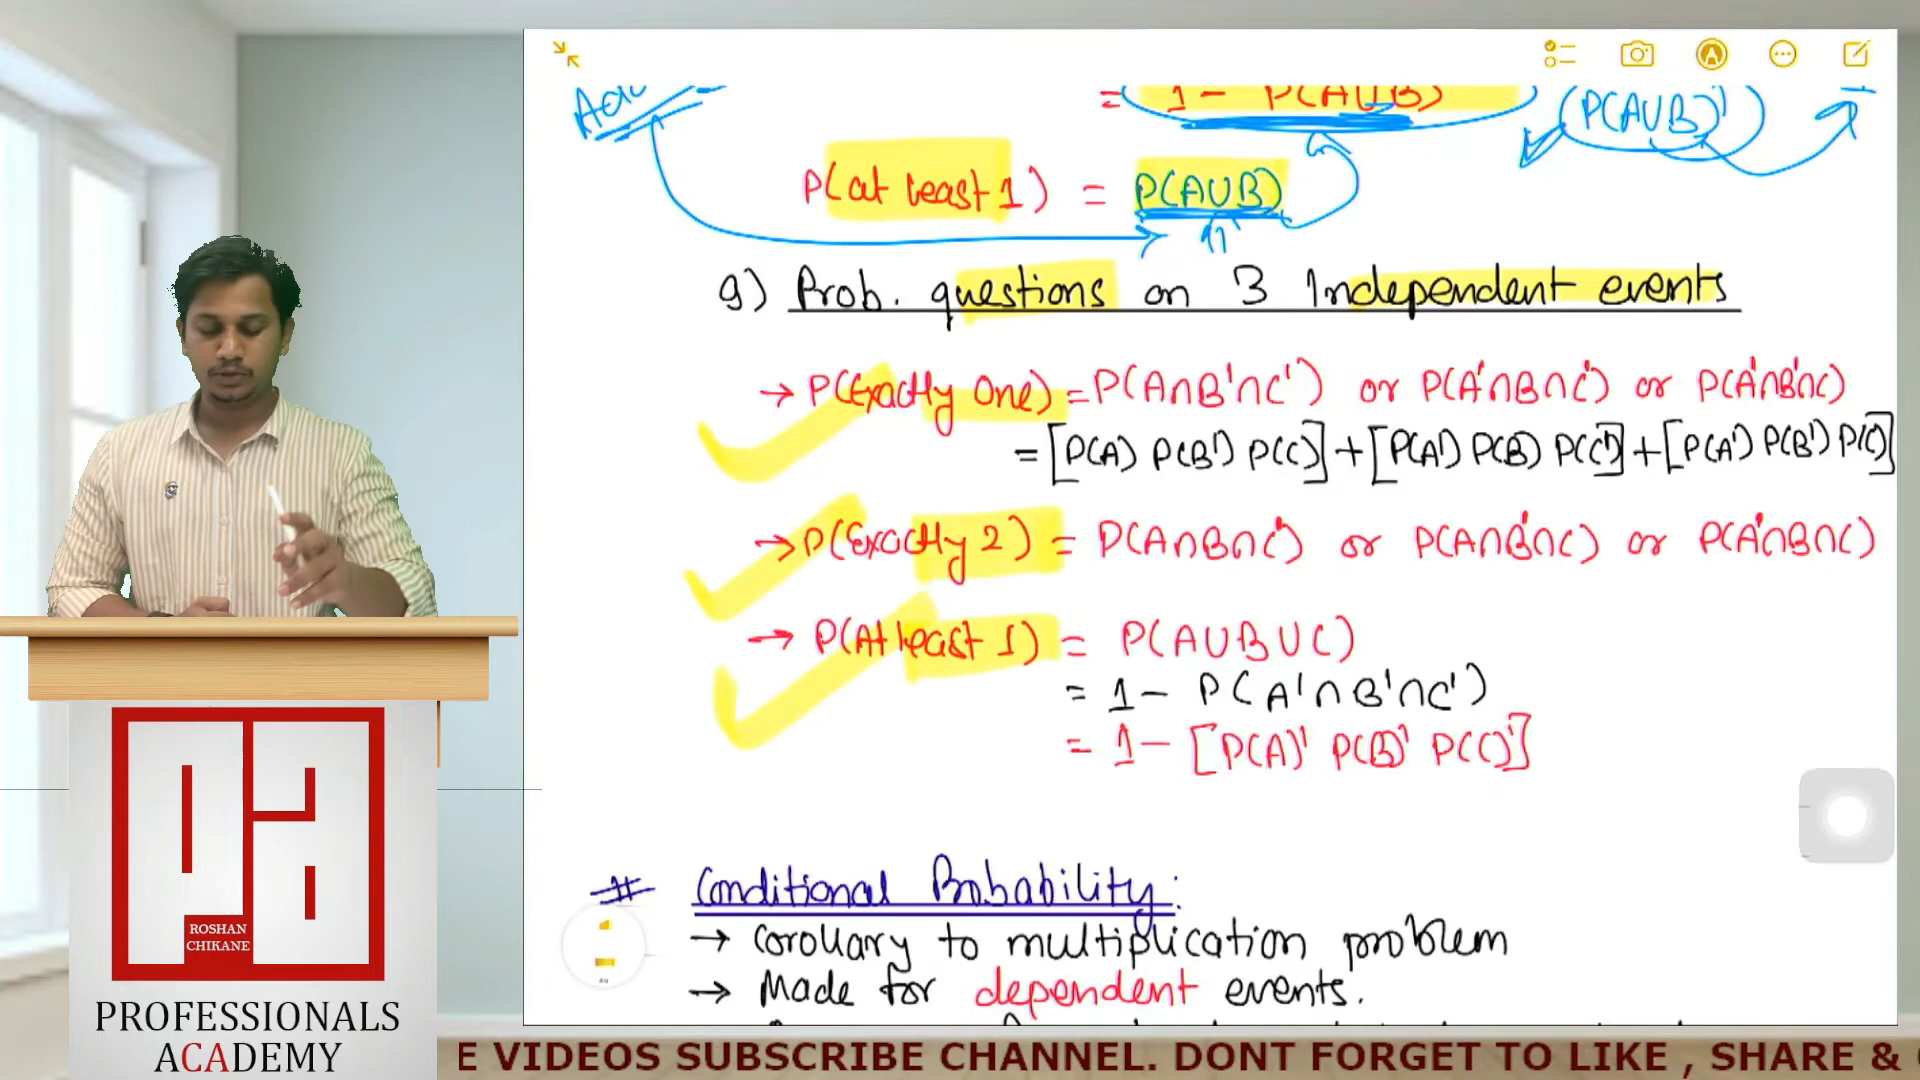 = 1 - P(AUB)
(P(AUB)')
P(at least 1) = P(AUB)
g) Prob. questions on 3 Independent events
→ P(Exactly One) = P(A∩B'∩C') or P(A'∩B∩C') or P(A'∩B'∩C)
= [P(A) P(B') P(C')] + [P(A') P(B) P(C')] + [P(A') P(B') P(C)]
→ P(Exactly 2) = P(A∩B∩C') or P(A∩B'∩C) or P(A'∩B∩C)
→ P(At least 1) = P(AUBUC)
= 1 - P(A'∩B'∩C')
= 1 - [P(A)' P(B)' P(C)']
# Conditional Probability:
→ corollary to multiplication problem
→ Made for dependent events.
ROSHAN
CHIKANE
PROFESSIONALS
ACADEMY
E VIDEOS SUBSCRIBE CHANNEL. DONT FORGET TO LIKE , SHARE &